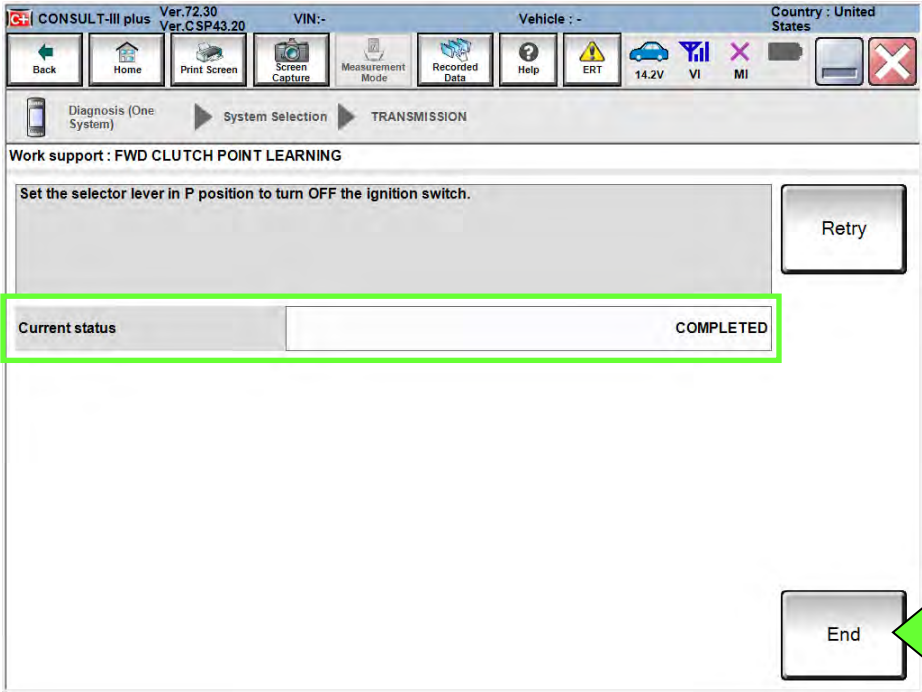 C+ CONSULT-III plus Ver.72.30 VIN:- Vehicle : - Country : United
Ver.CSP43.20 States
Back Home Print Screen Screen Capture Measurement Mode Recorded Data Help ERT 14.2V VI MI
Diagnosis (One
System) System Selection TRANSMISSION
Work support : FWD CLUTCH POINT LEARNING
Set the selector lever in P position to turn OFF the ignition switch.
Retry
Current status COMPLETED
End